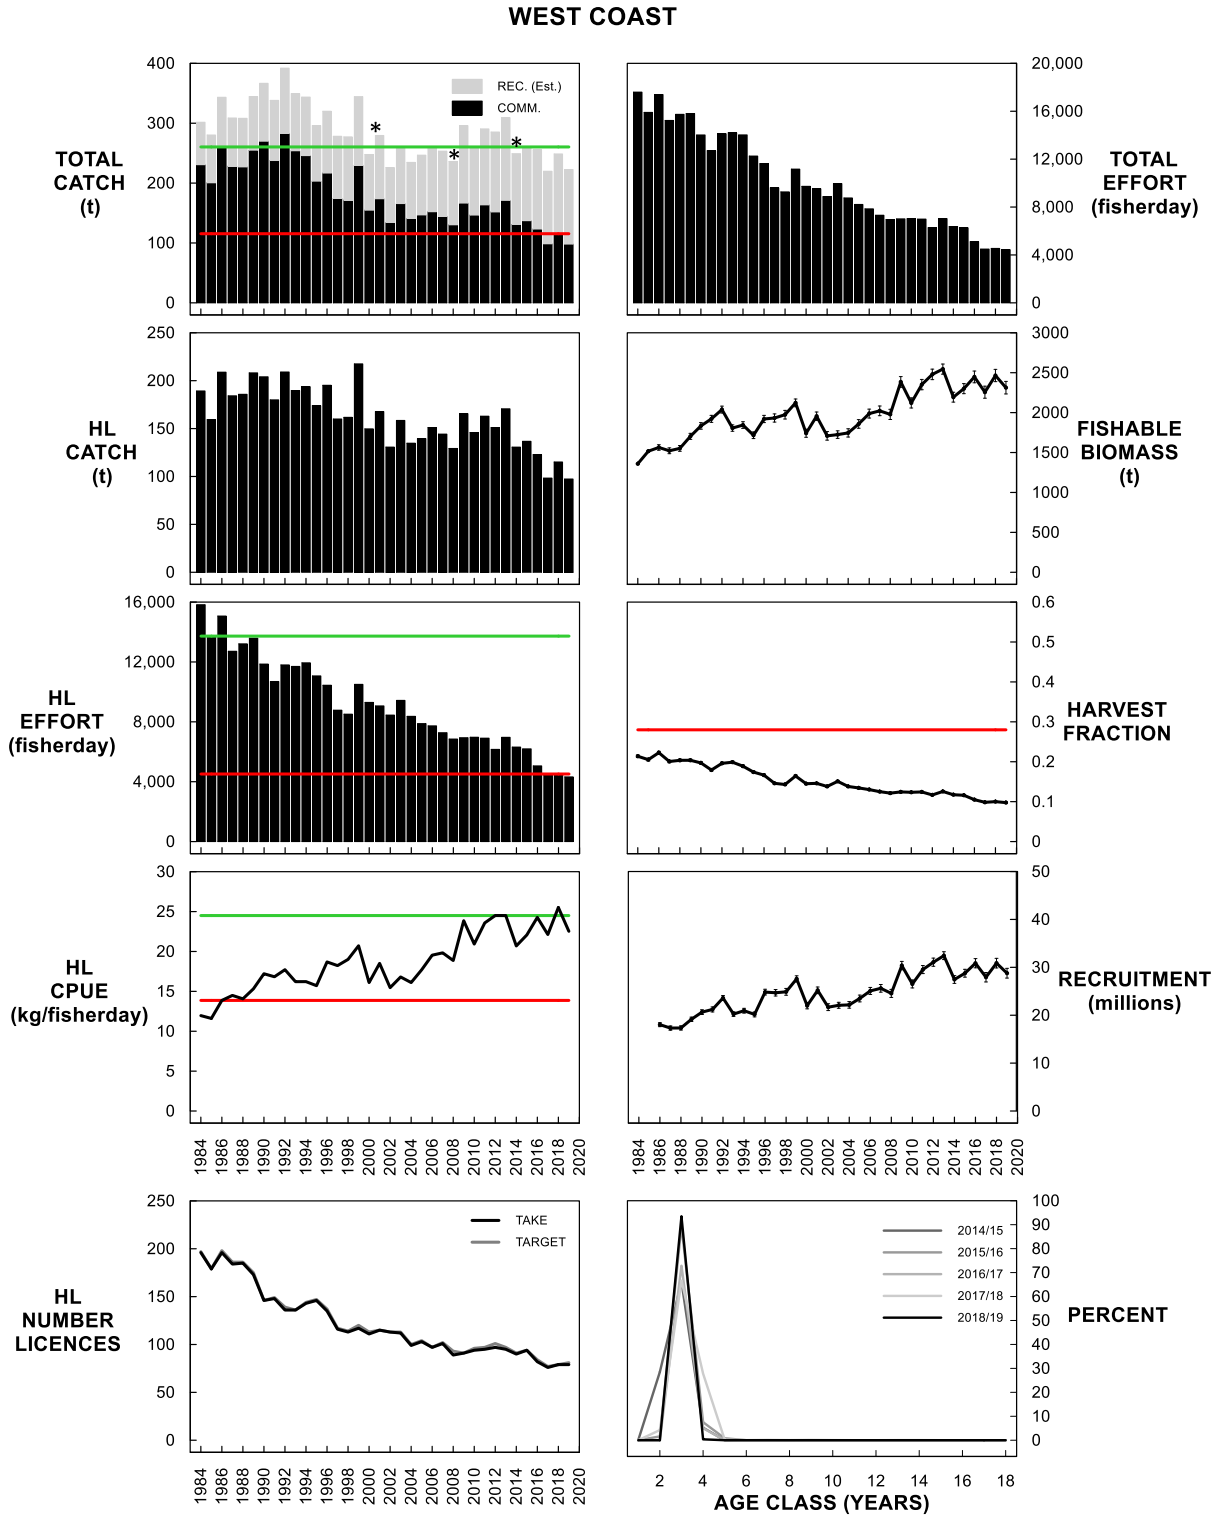 WEST COAST
TOTAL
CATCH
(t)
400
300
200
100
0
REC. (Est.)
COMM.
*
*
*
20,000
16,000
12,000
8,000
4,000
0
TOTAL
EFFORT
(fisherday)
HL
CATCH
(t)
250
200
150
100
50
0
3000
2500
2000
1500
1000
500
0
FISHABLE
BIOMASS
(t)
HL
EFFORT
(fisherday)
16,000
12,000
8,000
4,000
0
0.6
0.5
0.4
0.3
0.2
0.1
0
HARVEST
FRACTION
HL
CPUE
(kg/fisherday)
30
25
20
15
10
5
0
1984 1986 1988 1990 1992 1994 1996 1998 2000 2002 2004 2006 2008 2010 2012 2014 2016 2018 2020
50
40
30
20
10
0
RECRUITMENT
(millions)
1984 1986 1988 1990 1992 1994 1996 1998 2000 2002 2004 2006 2008 2010 2012 2014 2016 2018 2020
HL
NUMBER
LICENCES
250
200
150
100
50
0
TAKE
TARGET
1984 1986 1988 1990 1992 1994 1996 1998 2000 2002 2004 2006 2008 2010 2012 2014 2016 2018 2020
2014/15
2015/16
2016/17
2017/18
2018/19
100
90
80
70
60
50
40
30
20
10
0
PERCENT
2 4 6 8 10 12 14 16 18
AGE CLASS (YEARS)